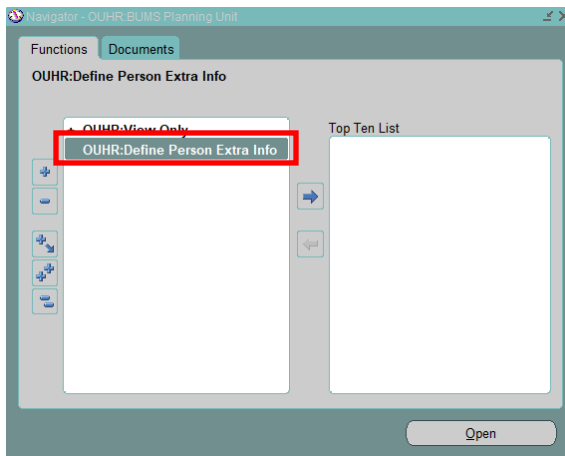 Navigator - OUHR:BUMS Planning Unit
Functions Documents
OUHR:Define Person Extra Info
Top Ten List
+ OUHR:View Only
OUHR:Define Person Extra Info
Open